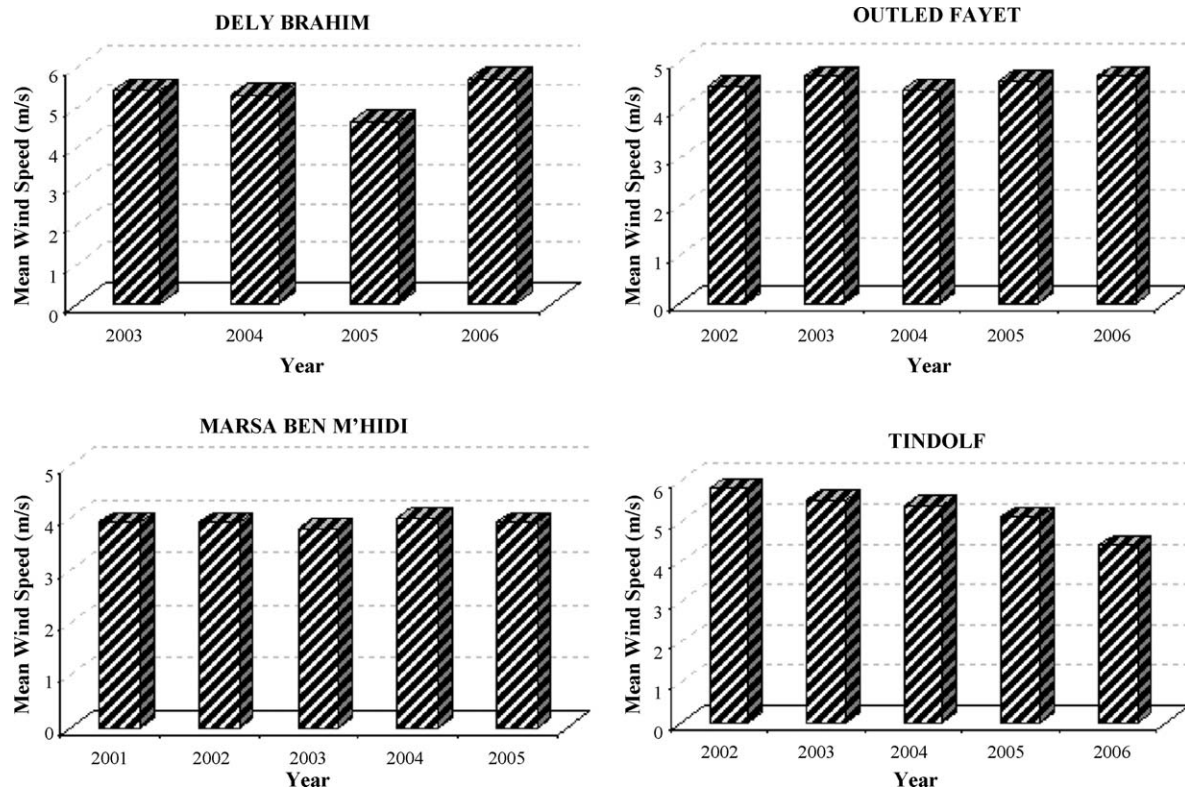 DELY BRAHIM
Mean Wind Speed (m/s)
6
5
4
3
2
1
0
2003 2004 2005 2006
Year
OUTLED FAYET
Mean Wind Speed (m/s)
5
4
3
2
1
0
2002 2003 2004 2005 2006
Year
MARSA BEN M’HIDI
Mean Wind Speed (m/s)
5
4
3
2
1
0
2001 2002 2003 2004 2005
Year
TINDOLF
Mean Wind Speed (m/s)
6
5
4
3
2
1
0
2002 2003 2004 2005 2006
Year